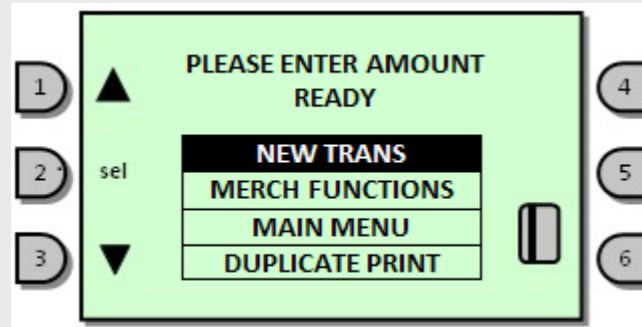 PLEASE ENTER AMOUNT
READY
1
4
NEW TRANS
2
sel
5
MERCH FUNCTIONS
MAIN MENU
3
6
DUPLICATE PRINT